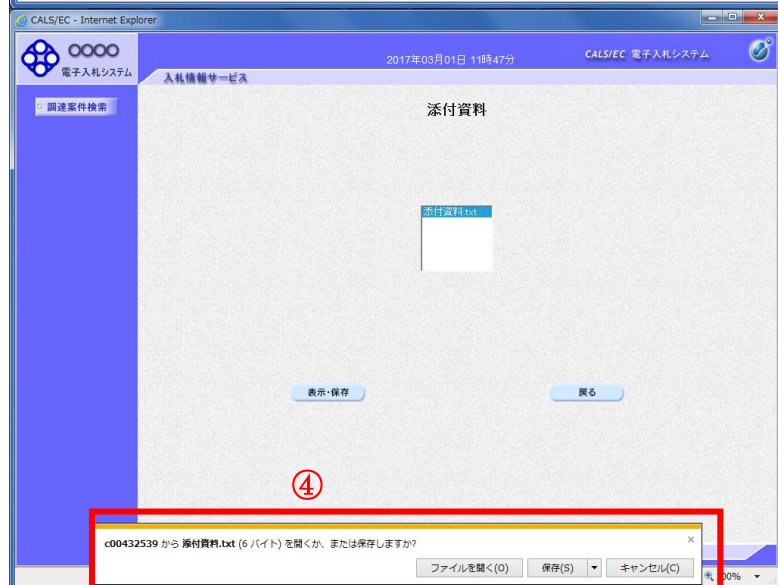 CALS/EC - Internet Explorer
OOOO
電子入札システム
2017年03月01日 11時47分
CALS/EC 電子入札システム
入札情報サービス
調達案件検索
添付資料
添付資料.txt
表示・保存
戻る
④
c00432539 から 添付資料.txt (6 バイト) を開くか、または保存しますか?
×
ファイルを開く(O)
保存(S)
キャンセル(C)